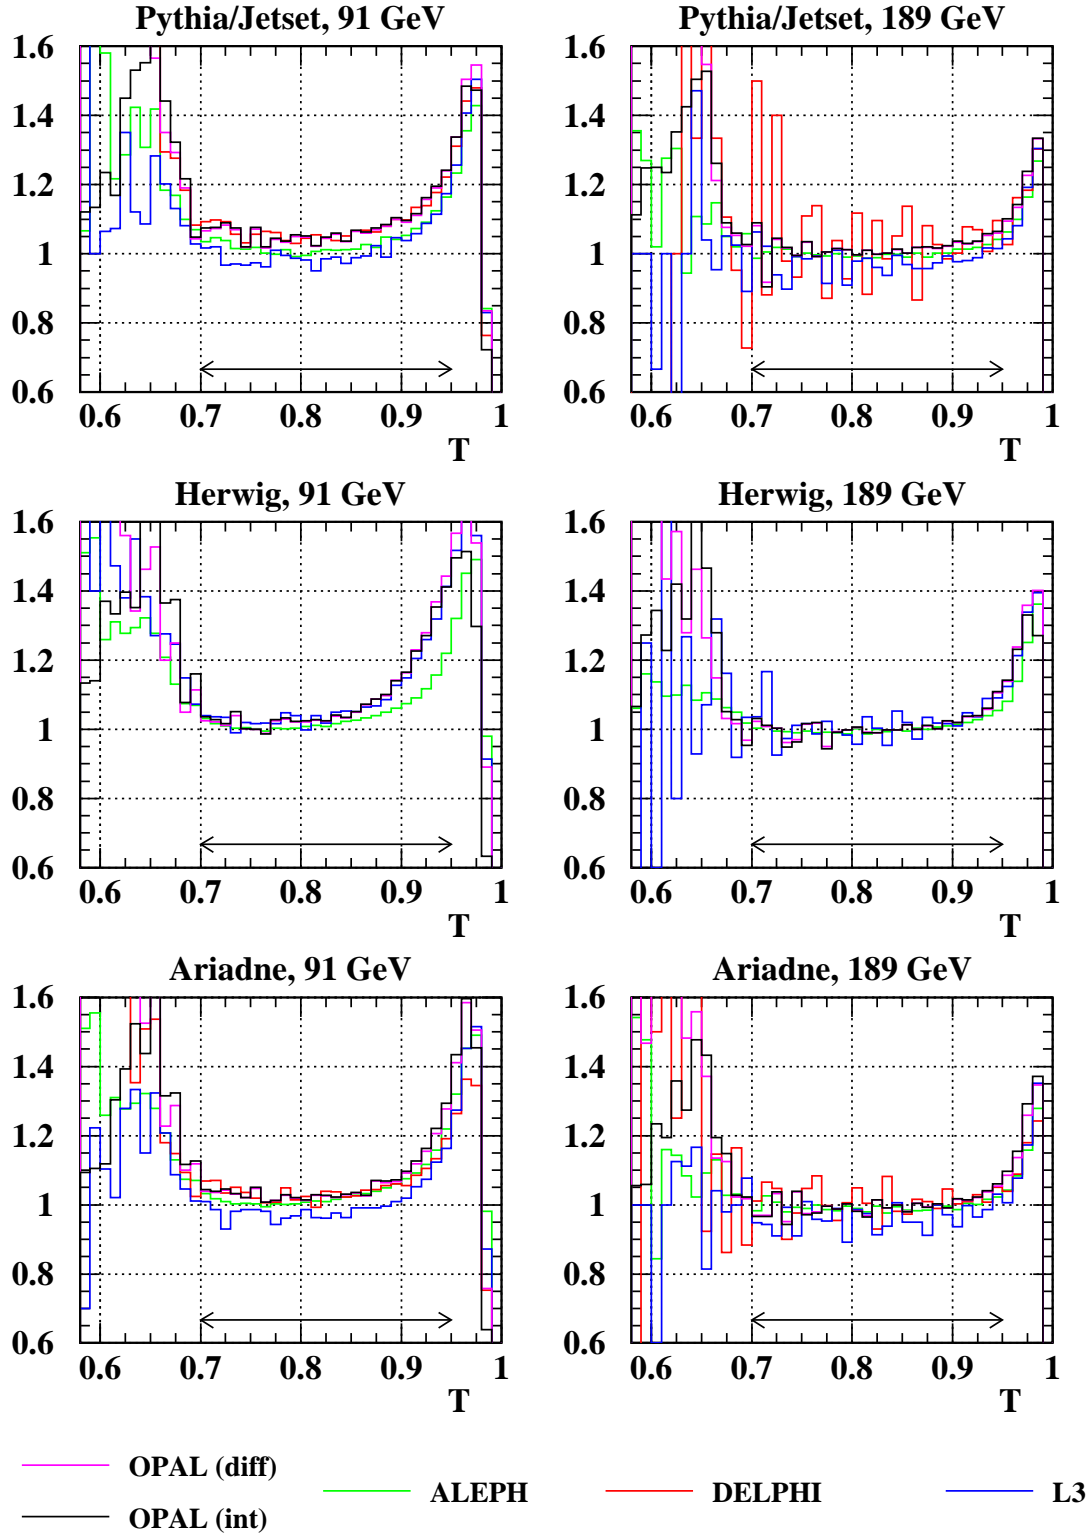 Pythia/Jetset, 91 GeV Pythia/Jetset, 189 GeV
1.6 1.6
1.4 1.4
1.2 1.2
1 1
0.8 0.8
0.6 0.6
0.6 0.7 0.8 0.9 1 0.6 0.7 0.8 0.9 1
T T
Herwig, 91 GeV Herwig, 189 GeV
1.6 1.6
1.4 1.4
1.2 1.2
1 1
0.8 0.8
0.6 0.6
0.6 0.7 0.8 0.9 1 0.6 0.7 0.8 0.9 1
T T
Ariadne, 91 GeV Ariadne, 189 GeV
1.6 1.6
1.4 1.4
1.2 1.2
1 1
0.8 0.8
0.6 0.6
0.6 0.7 0.8 0.9 1 0.6 0.7 0.8 0.9 1
T T
OPAL (diff)
ALEPH DELPHI L3
OPAL (int)